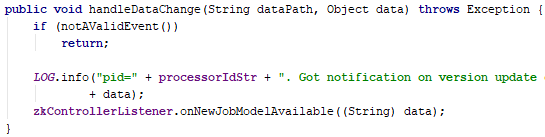 public void handleDataChange(String dataPath, Object data) throws Exception {
if (notAValidEvent())
return;
LOG.info("pid=" + processorIdStr + ". Got notification on version update
+ data);
zkControllerListener.onNewJobModelAvailable((String) data);
}